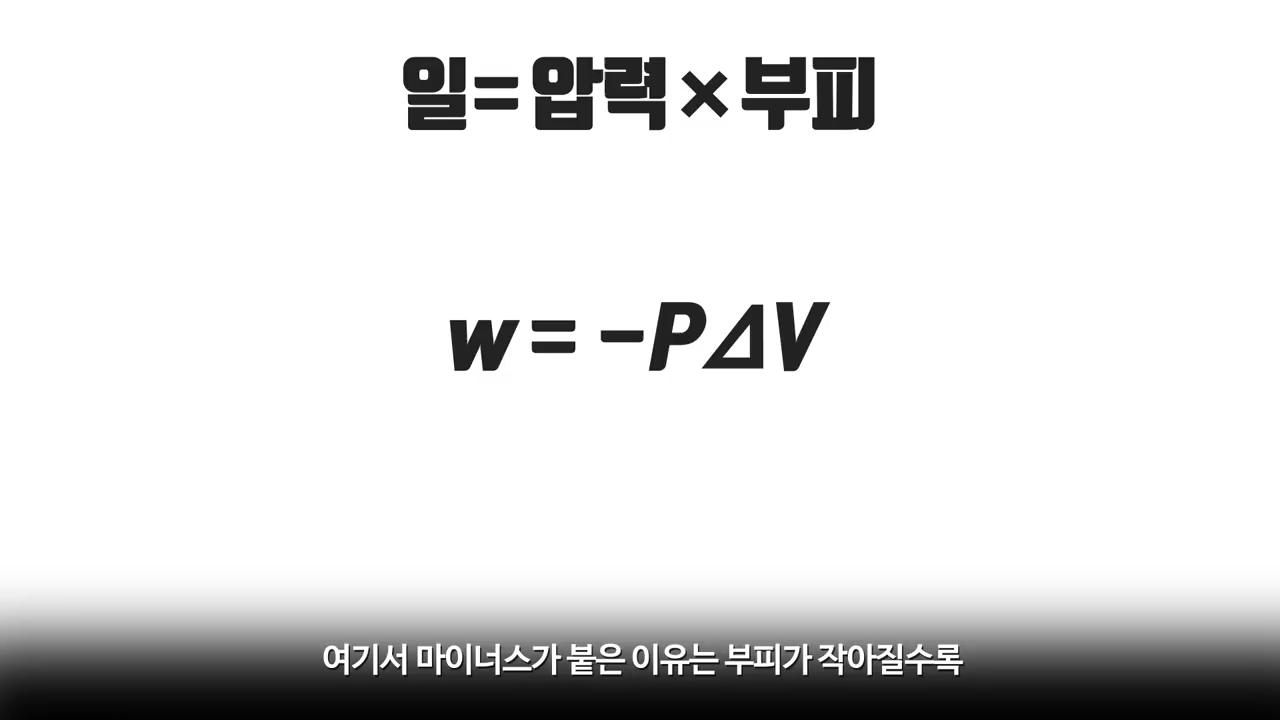 일= 압력 × 부피
w = -PΔV
여기서 마이너스가 붙은 이유는 부피가 작아질수록